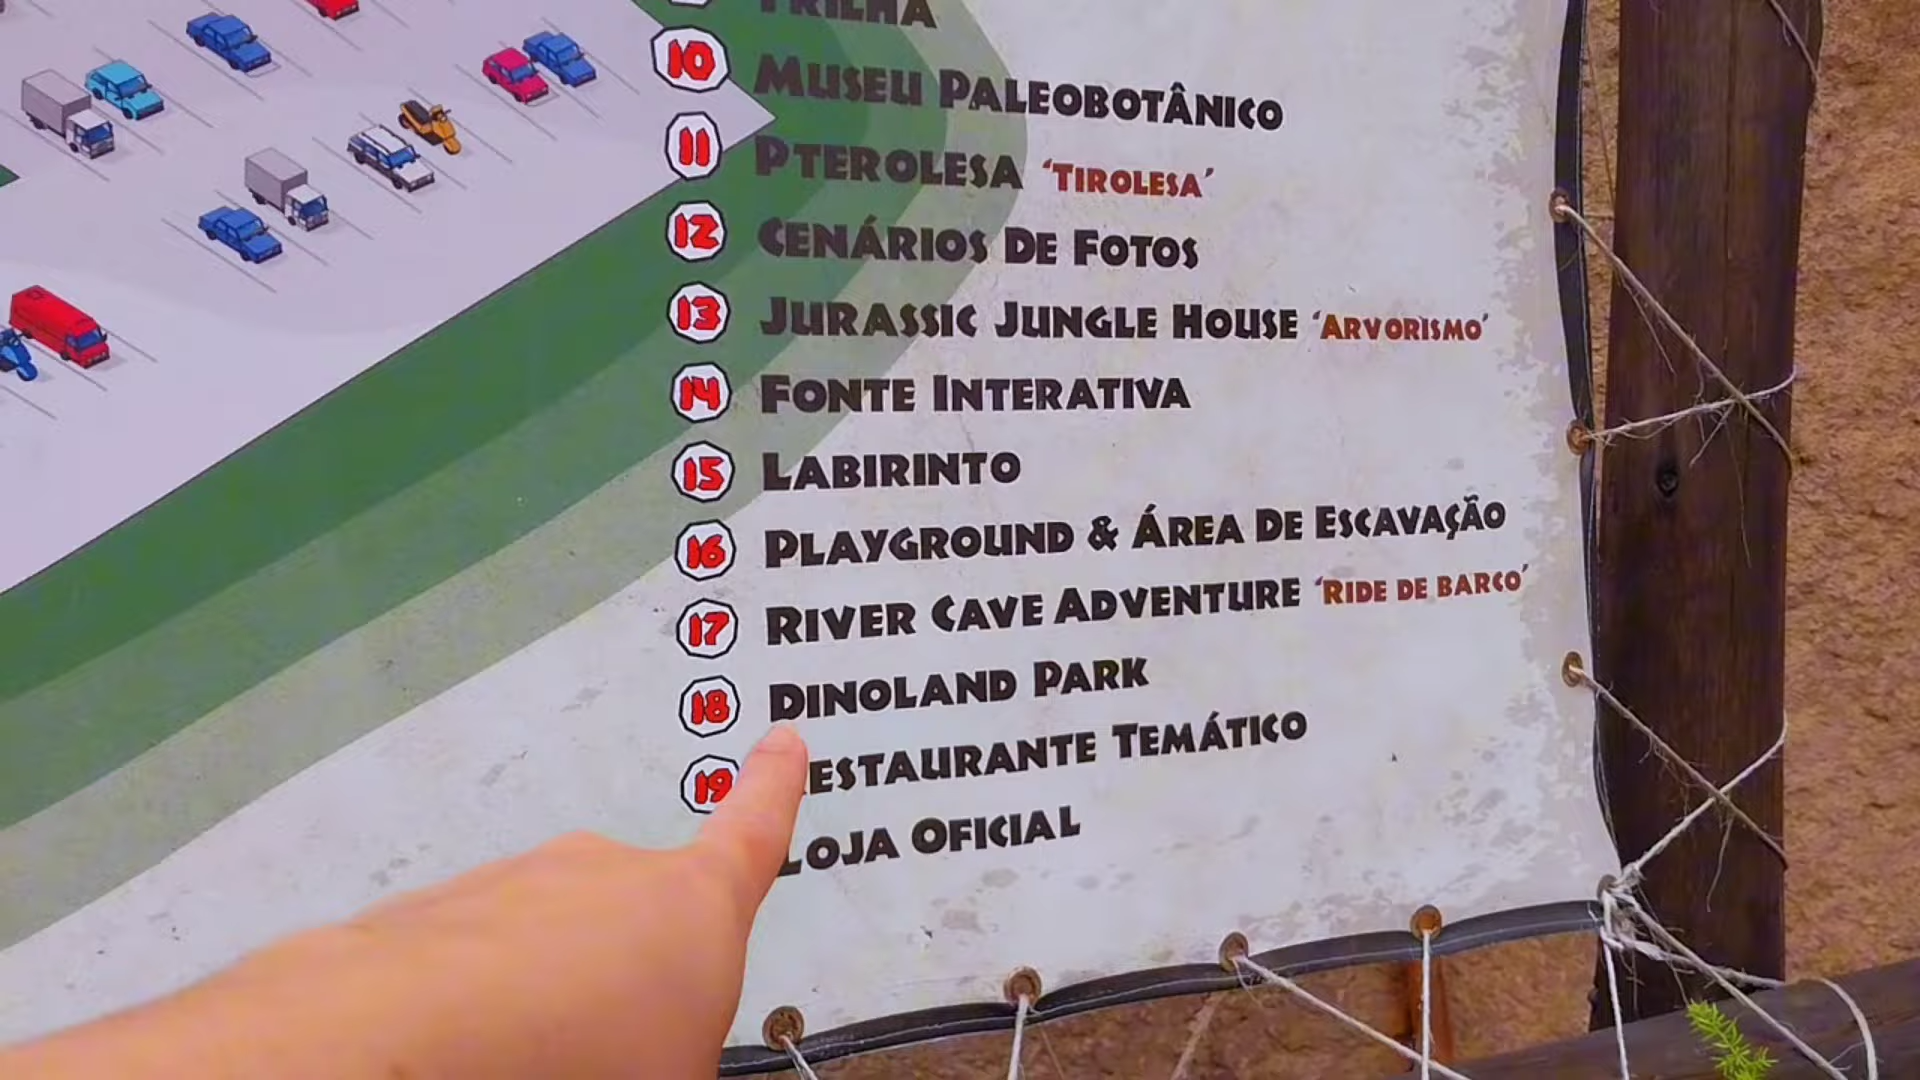 TRILHA
10 MUSEU PALEOBOTÂNICO
11 PTEROLESA 'TIROLESA'
12 CENÁRIOS DE FOTOS
13 JURASSIC JUNGLE HOUSE 'ARVORISMO'
14 FONTE INTERATIVA
15 LABIRINTO
16 PLAYGROUND & ÁREA DE ESCAVAÇÃO
17 RIVER CAVE ADVENTURE 'RIDE DE BARCO'
18 DINOLAND PARK
19 RESTAURANTE TEMÁTICO
LOJA OFICIAL